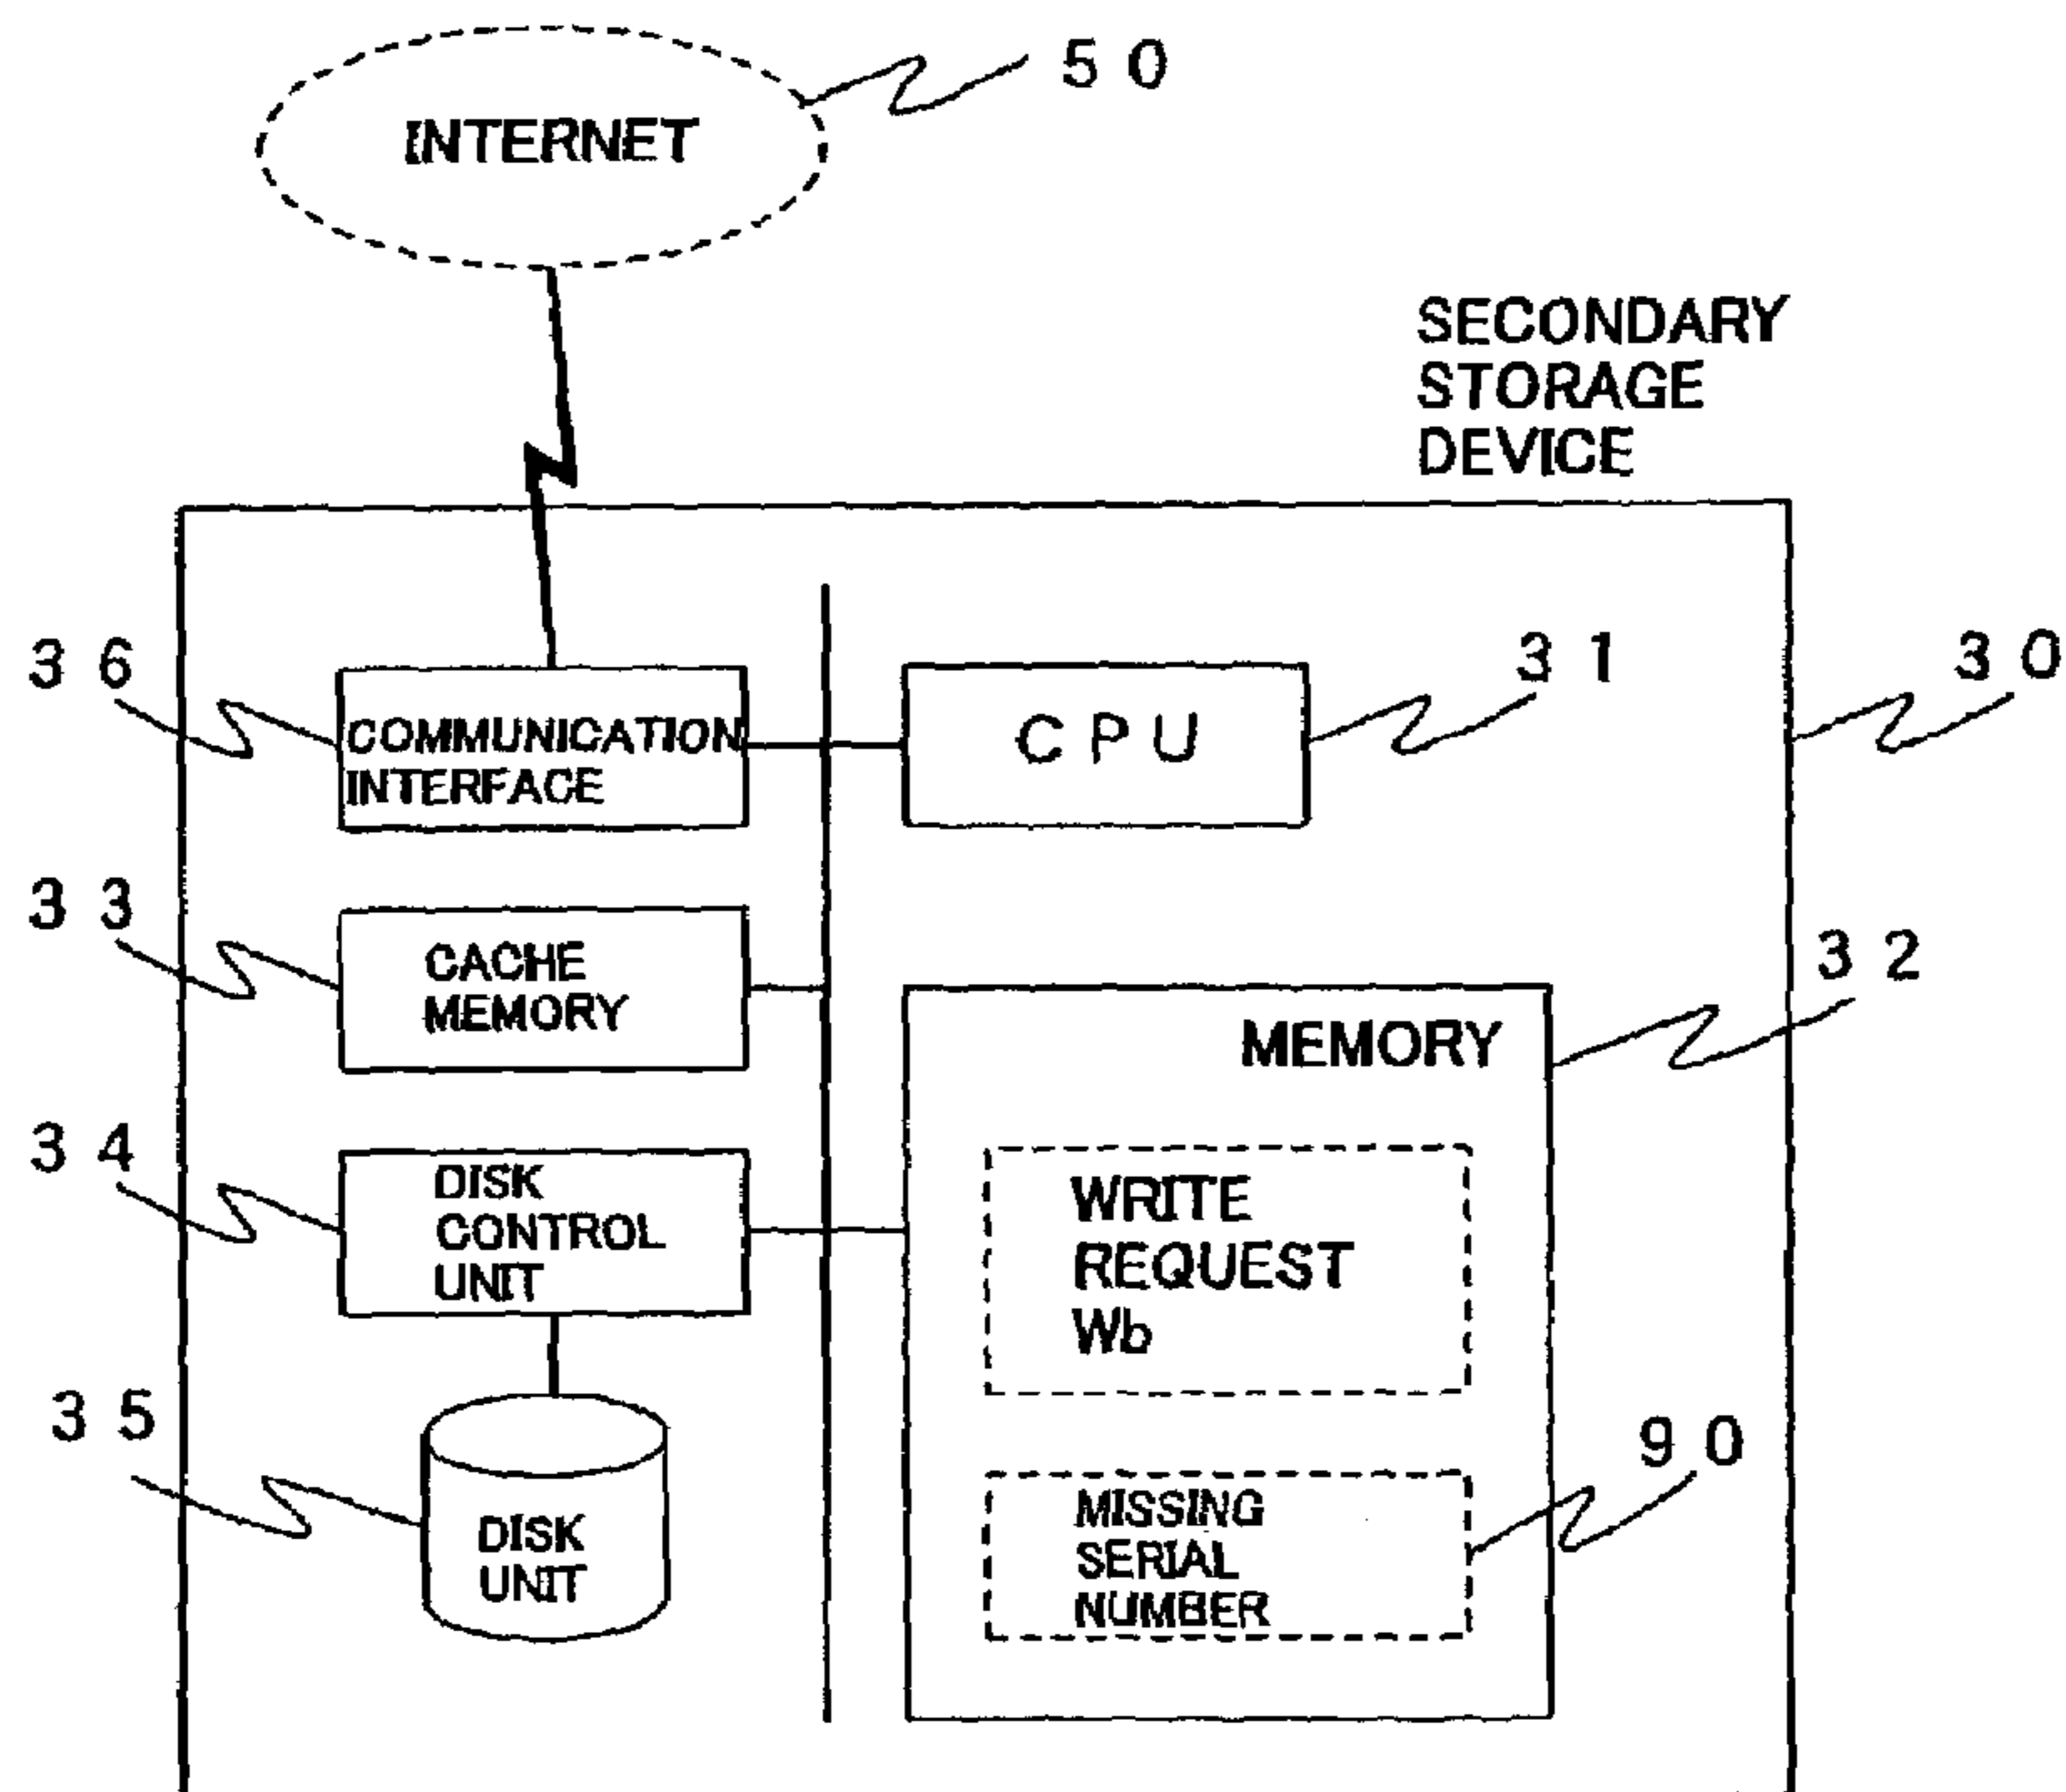 INTERNET
50
SECONDARY
STORAGE
DEVICE
36
COMMUNICATION
INTERFACE
CPU
31
30
33
CACHE
MEMORY
32
MEMORY
34
DISK
CONTROL
UNIT
WRITE
REQUEST
Wb
35
DISK
UNIT
90
MISSING
SERIAL
NUMBER